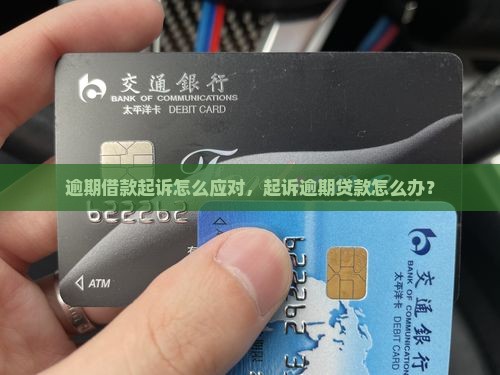 交通銀行
BANK OF COMMUNICATIONS
太平洋卡 DEBIT CARD
逾期借款起诉怎么应对，起诉逾期贷款怎么办？
622262
ATM
交通銀行
BANK OF COMMUNICATIONS
太平洋卡 DEBIT CARD
622262